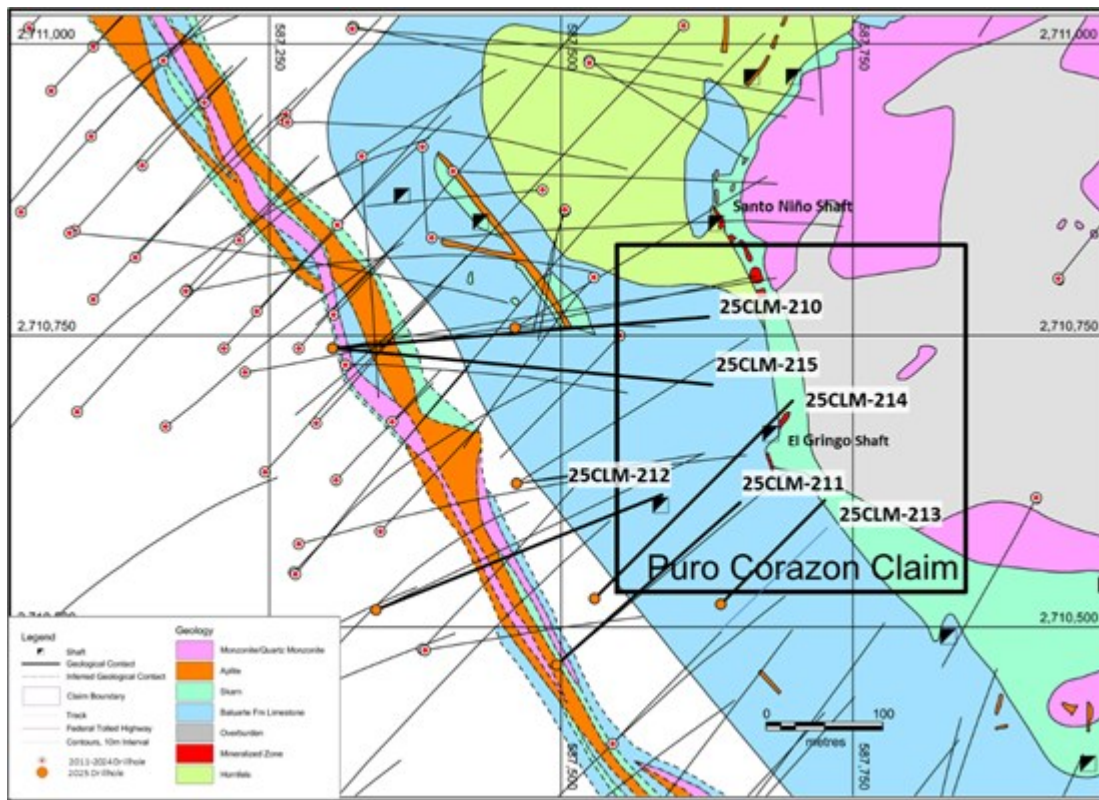 2,711,000
587,250
587,500
587,750
2,711,000
Santo Niño Shaft
25CLM-210
2,710,750
2,710,750
25CLM-215
25CLM-214
El Gringo Shaft
25CLM-212
25CLM-211
25CLM-213
Puro Corazon Claim
2,710,500
Legend
Shaft
Geological Contact
Inferred Geological Contact
Claim Boundary
Track
Federal Tolled Highway
Contours, 10m Interval
2011-2024 Drillhole
2025 Drillhole
Geology
Monzonite/Quartz Monzonite
Aplite
Skarn
Limestone
Overburden
Mineralized Zone
Hornfels
0 100
metres
587,500
587,750